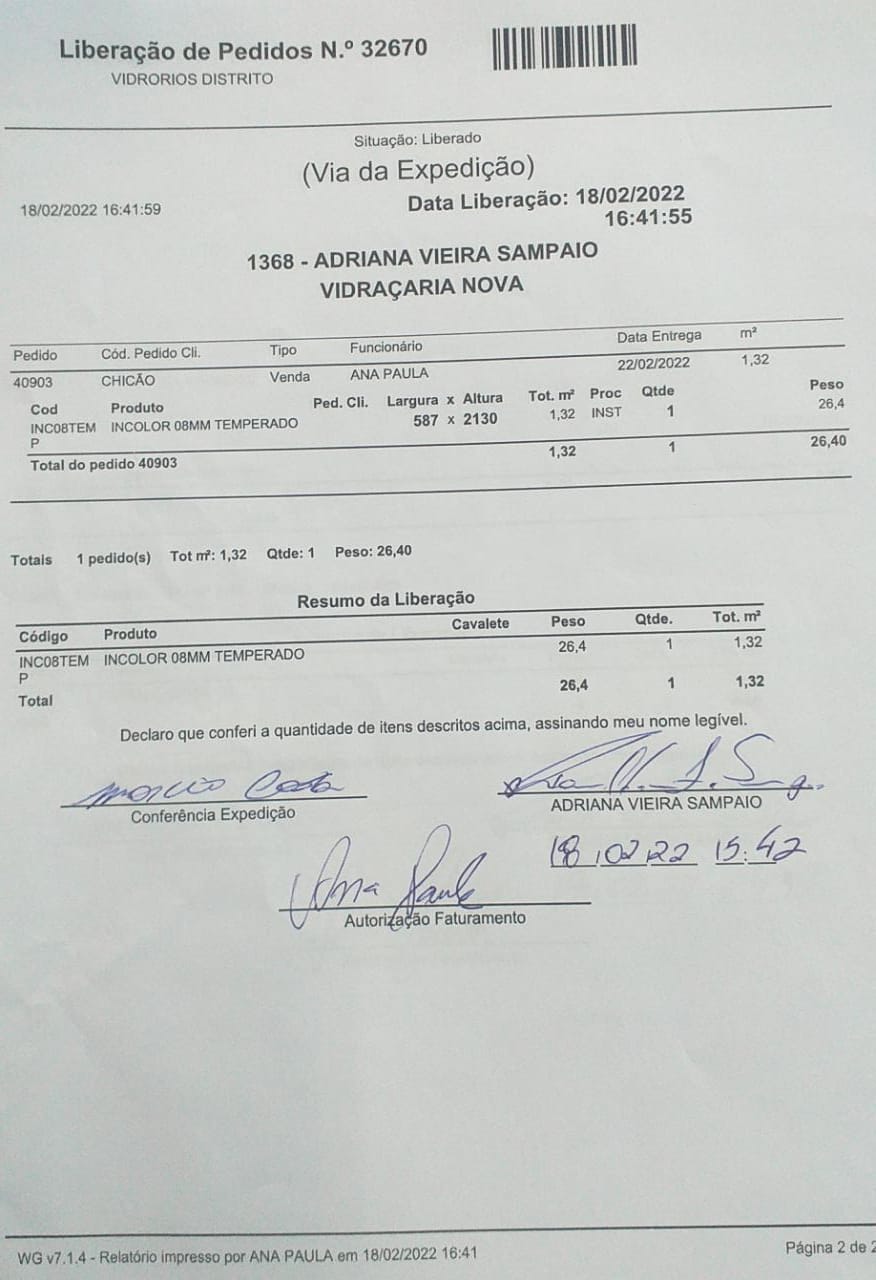 Liberação de Pedidos N.º 32670
VIDRORIOS DISTRITO
Situação: Liberado
(Via da Expedição)
18/02/2022 16:41:59
Data Liberação: 18/02/2022
16:41:55
1368 - ADRIANA VIEIRA SAMPAIO
VIDRAÇARIA NOVA
Pedido Cód. Pedido Cli. Tipo Funcionário Data Entrega m²
40903 CHICÃO Venda ANA PAULA 22/02/2022 1,32
Cod Produto Ped. Cli. Largura x Altura Tot. m² Proc Qtde Peso
INC08TEM INCOLOR 08MM TEMPERADO 587 x 2130 1,32 INST 1 26,4
P
Total do pedido 40903 1,32 1 26,40
Totais 1 pedido(s) Tot m²: 1,32 Qtde: 1 Peso: 26,40
Resumo da Liberação
Código Produto Cavalete Peso Qtde. Tot. m²
INC08TEM INCOLOR 08MM TEMPERADO 26,4 1 1,32
P
Total 26,4 1 1,32
Declaro que conferi a quantidade de itens descritos acima, assinando meu nome legível.
Conferência Expedição
ADRIANA VIEIRA SAMPAIO
18,02,22 15:42
Ana Paula
Autorização Faturamento
WG v7.1.4 - Relatório impresso por ANA PAULA em 18/02/2022 16:41
Página 2 de 2